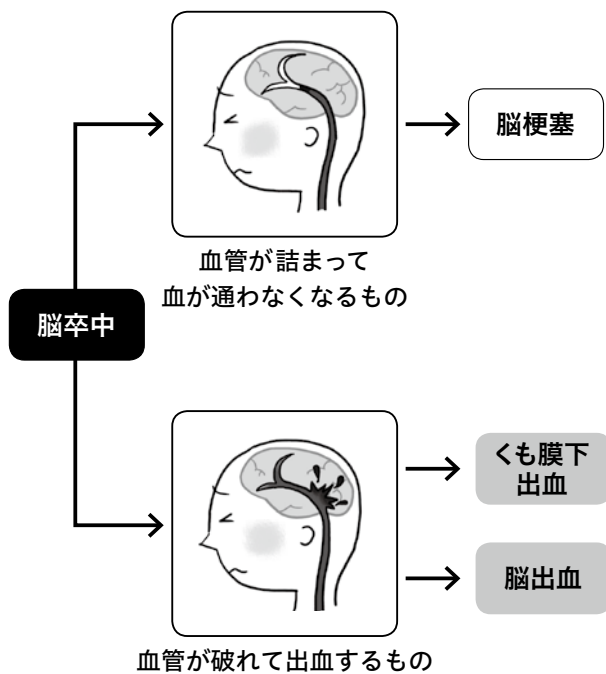 脳梗塞
血管が詰まって
血が通わなくなるもの
脳卒中
くも膜下
出血
脳出血
血管が破れて出血するもの